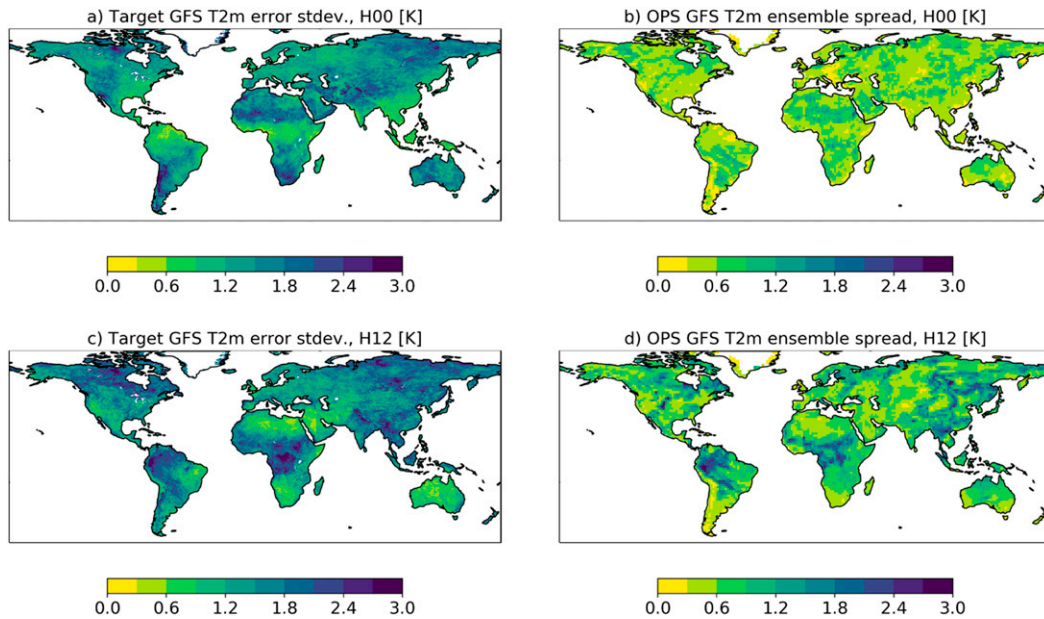 a) Target GFS T2m error stdev., H00 [K]
b) OPS GFS T2m ensemble spread, H00 [K]
0.0 0.6 1.2 1.8 2.4 3.0
0.0 0.6 1.2 1.8 2.4 3.0
c) Target GFS T2m error stdev., H12 [K]
d) OPS GFS T2m ensemble spread, H12 [K]
0.0 0.6 1.2 1.8 2.4 3.0
0.0 0.6 1.2 1.8 2.4 3.0